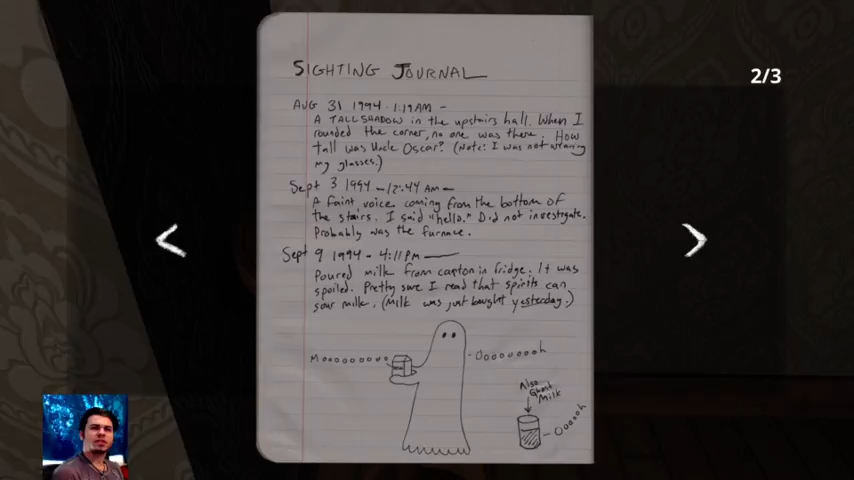 2/3
SIGHTING JOURNAL
AUG 31 1994 - 1:19AM -
A TALL SHADOW in the upstairs hall. When I
rounded the corner, no one was there. How
tall was Uncle Oscar? (Note: I was not wearing
my glasses.)
Sept 3 1994 - 12:44 AM -
A faint voice coming from the bottom of
the stairs. I said "hello." Did not investigate.
Probably was the furnace.
Sept 9 1994 - 4:11 PM -
Poured milk from carton in fridge. It was
spoiled. Pretty sure I read that spirits can
sour milk. (Milk was just bought yesterday.)
Mooooooooo
-Oooooooooh
Also
Ghost
Milk
-Oooooh